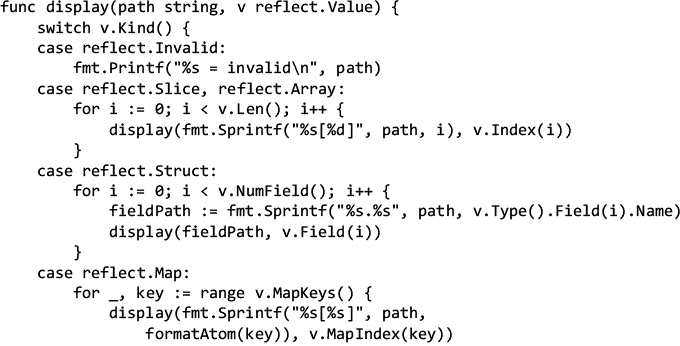 func display(path string, v reflect.Value) {
    switch v.Kind() {
    case reflect.Invalid:
        fmt.Printf("%s = invalid\n", path)
    case reflect.Slice, reflect.Array:
        for i := 0; i < v.Len(); i++ {
            display(fmt.Sprintf("%s[%d]", path, i), v.Index(i))
        }
    case reflect.Struct:
        for i := 0; i < v.NumField(); i++ {
            fieldPath := fmt.Sprintf("%s.%s", path, v.Type().Field(i).Name)
            display(fieldPath, v.Field(i))
        }
    case reflect.Map:
        for _, key := range v.MapKeys() {
            display(fmt.Sprintf("%s[%s]", path,
                formatAtom(key)), v.MapIndex(key))